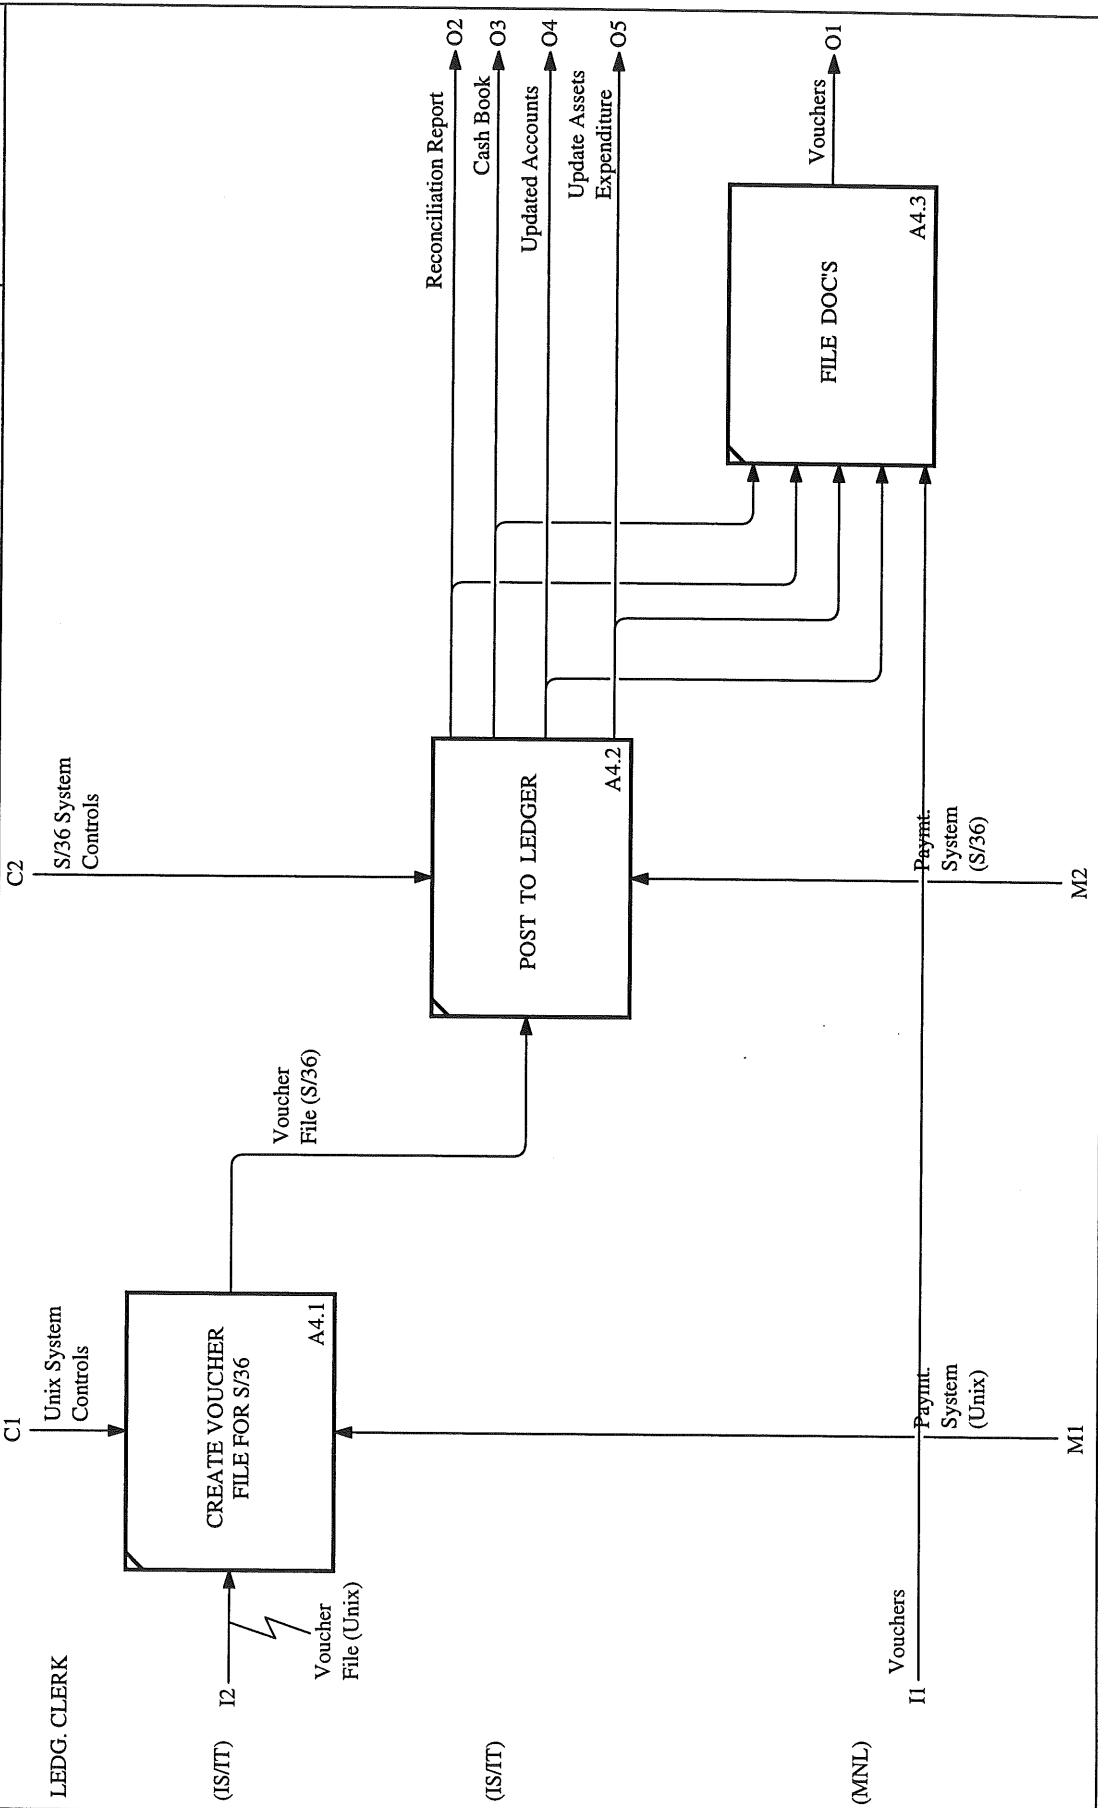 LEDG. CLERK
C1
Unix System
Controls
C2
S/36 System
Controls
(IS/IT)
I2
Voucher
File (Unix)
CREATE VOUCHER
FILE FOR S/36
A4.1
Voucher
File (S/36)
(IS/IT)
POST TO LEDGER
A4.2
Reconciliation Report
O2
Cash Book
O3
Updated Accounts
O4
Update Assets
Expenditure
O5
FILE DOC'S
A4.3
Vouchers
O1
(MNL)
Vouchers
I1
Paymt.
System
(Unix)
M1
Paymt.
System
(S/36)
M2